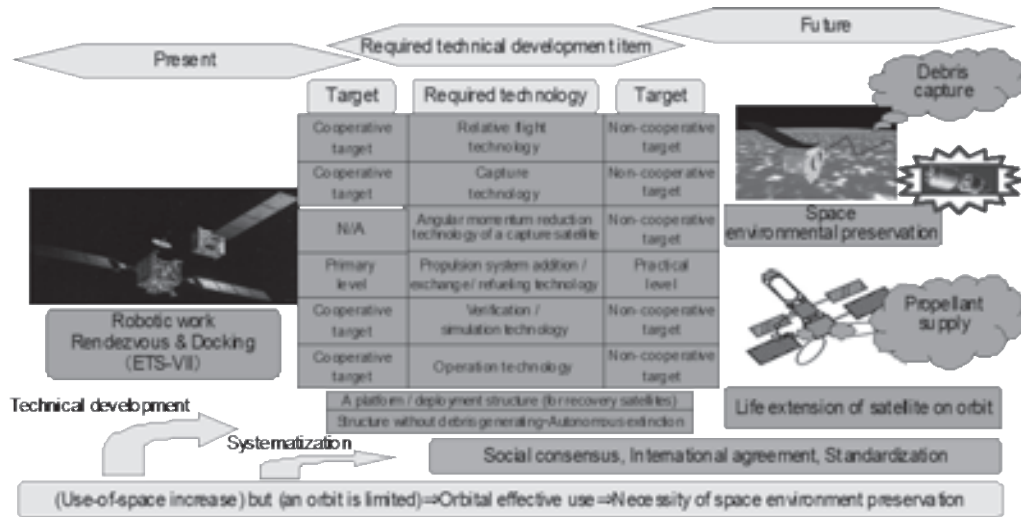 Present
Required technical development item
Future
Target
Required technology
Target
Cooperative
target
Relative flight
technology
Non-cooperative
target
Cooperative
target
Capture
technology
Non-cooperative
target
N/A
Angular momentum reduction
technology of a capture satellite
Non-cooperative
target
Primary
level
Propulsion system addition /
exchange / refueling technology
Practical
level
Cooperative
target
Verification /
simulation technology
Non-cooperative
target
Cooperative
target
Operation technology
Non-cooperative
target
A platform / deployment structure (for recovery satellites)
Structure without debris generating-Autonomous extinction
Robotic work
Rendezvous & Docking
(ETS-VII)
Debris
capture
Space
environmental preservation
Propellant
supply
Life extension of satellite on orbit
Technical development
Systematization
Social consensus, International agreement, Standardization
(Use-of-space increase) but (an orbit is limited)⇒Orbital effective use⇒Necessity of space environment preservation